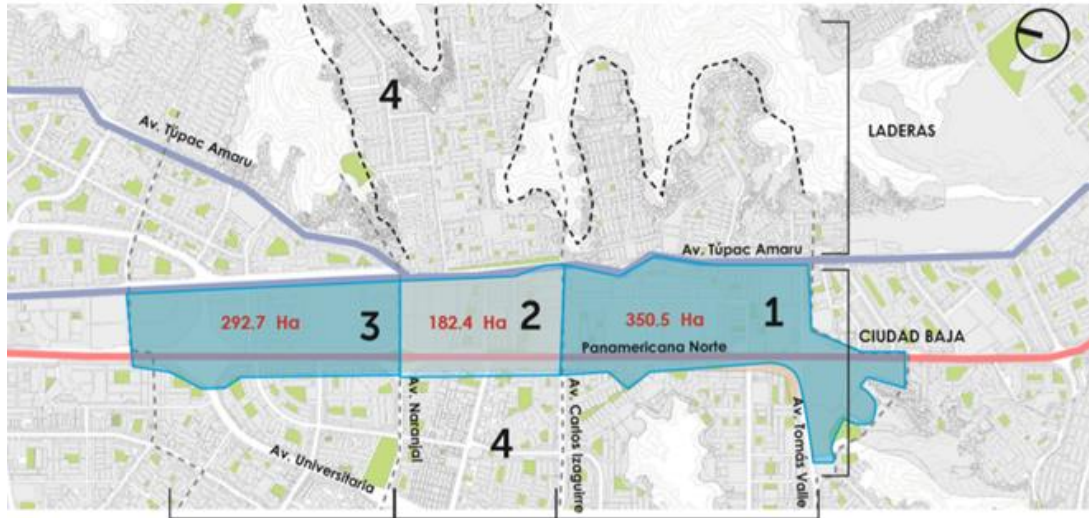 4
LADERAS
Av. Túpac Amaru
Av. Túpac Amaru
292.7 Ha
3
182.4 Ha
2
350.5 Ha
1
CIUDAD BAJA
Panamericana Norte
Av. Naranjal
Av. Carlos Izaguirre
Av. Tomás Valle
4
Av. Universitaria